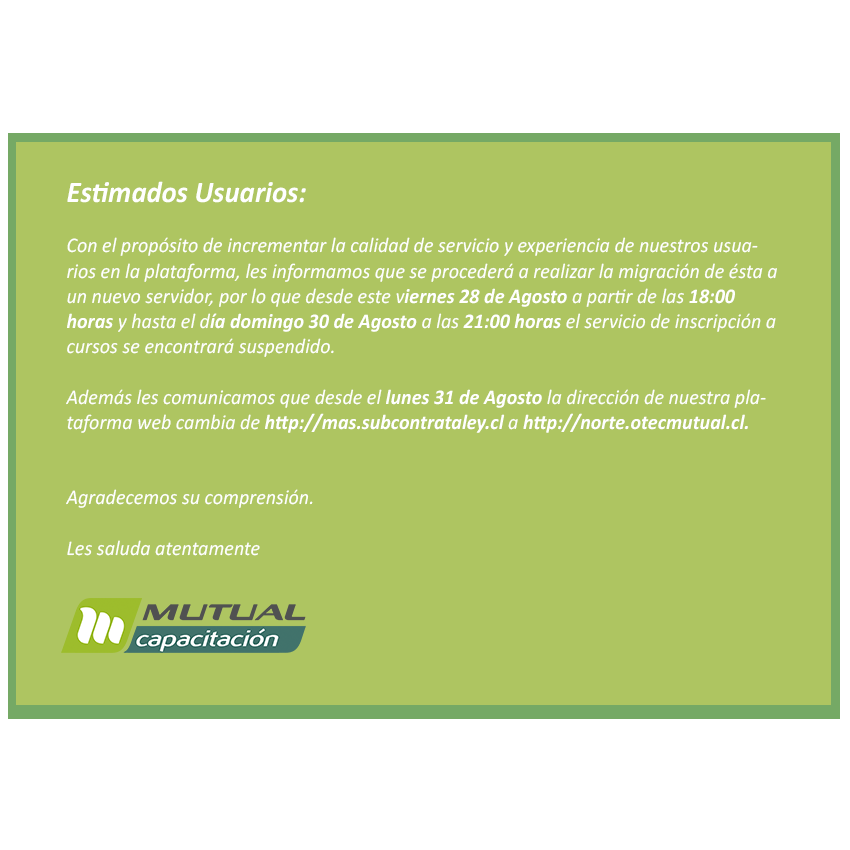 Estimados Usuarios:
Con el propósito de incrementar la calidad de servicio y experiencia de nuestros usua-
rios en la plataforma, les informamos que se procederá a realizar la migración de ésta a
un nuevo servidor, por lo que desde este viernes 28 de Agosto a partir de las 18:00
horas y hasta el día domingo 30 de Agosto a las 21:00 horas el servicio de inscripción a
cursos se encontrará suspendido.
Además les comunicamos que desde el lunes 31 de Agosto la dirección de nuestra pla-
taforma web cambia de http://mas.subcontrataley.cl a http://norte.otecmutual.cl.
Agradecemos su comprensión.
Les saluda atentamente
MUTUAL
capacitación